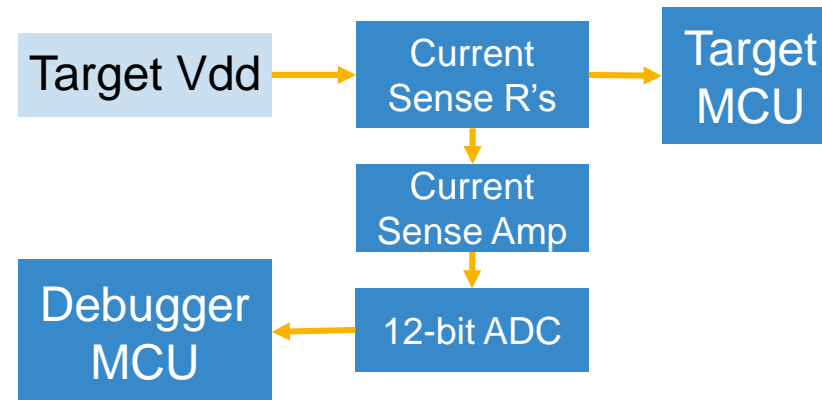 Target Vdd
Current
Sense R’s
Target
MCU
Current
Sense Amp
Debugger
MCU
12-bit ADC